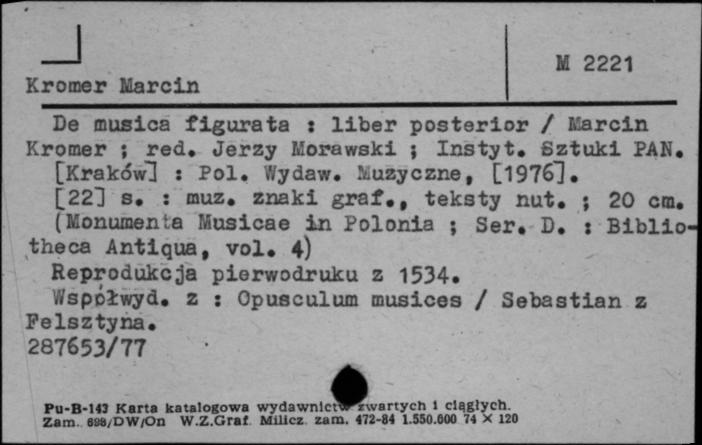 M 2221
Kromer Marcin
De musica figurata : liber posterior / Marcin
Kromer ; red. Jerzy Morawski ; Instyt. Sztuki PAN.
[Kraków] : Pol. Wydaw. Muzyczne, [1976].
[22] s. : muz. znaki graf., teksty nut. ; 20 cm.
(Monumenta Musicae in Polonia ; Ser. D. : Biblio-
theca Antiqua, vol. 4)
Reprodukcja pierwodruku z 1534.
Współwyd. z : Opusculum musices / Sebastian z
Felsztyna.
287653/77
Pu-B-143 Karta katalogowa wydawnictw zwartych i ciągłych.
Zam. 698/DW/On W.Z.Graf. Milicz zam. 472-84 1.550.000 74 X 120